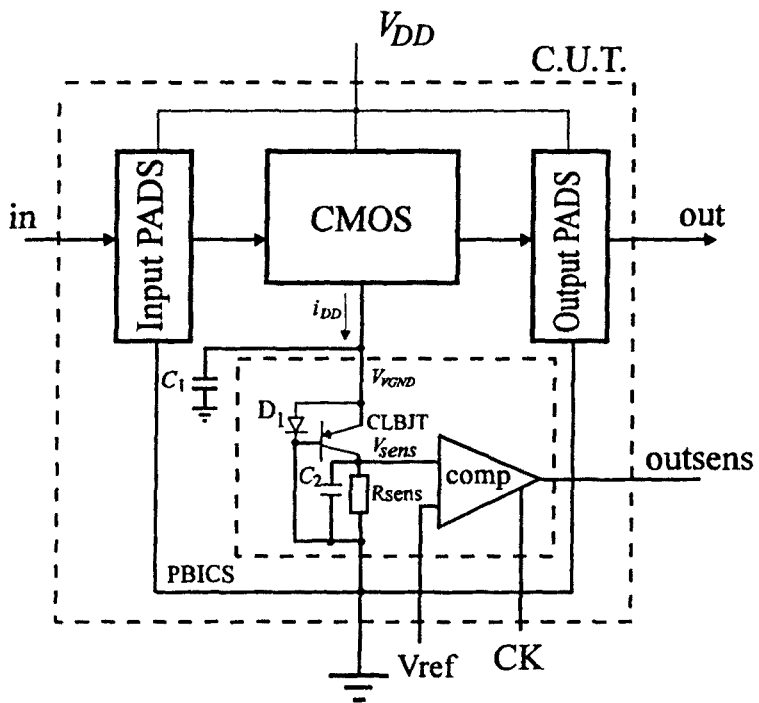 V_DD
C.U.T.
in
Input PADS
CMOS
Output PADS
out
i_DD
C_1
V_VGND
D_1
CLBJT
V_sens
C_2
Rsens
comp
outsens
PBICS
Vref
CK